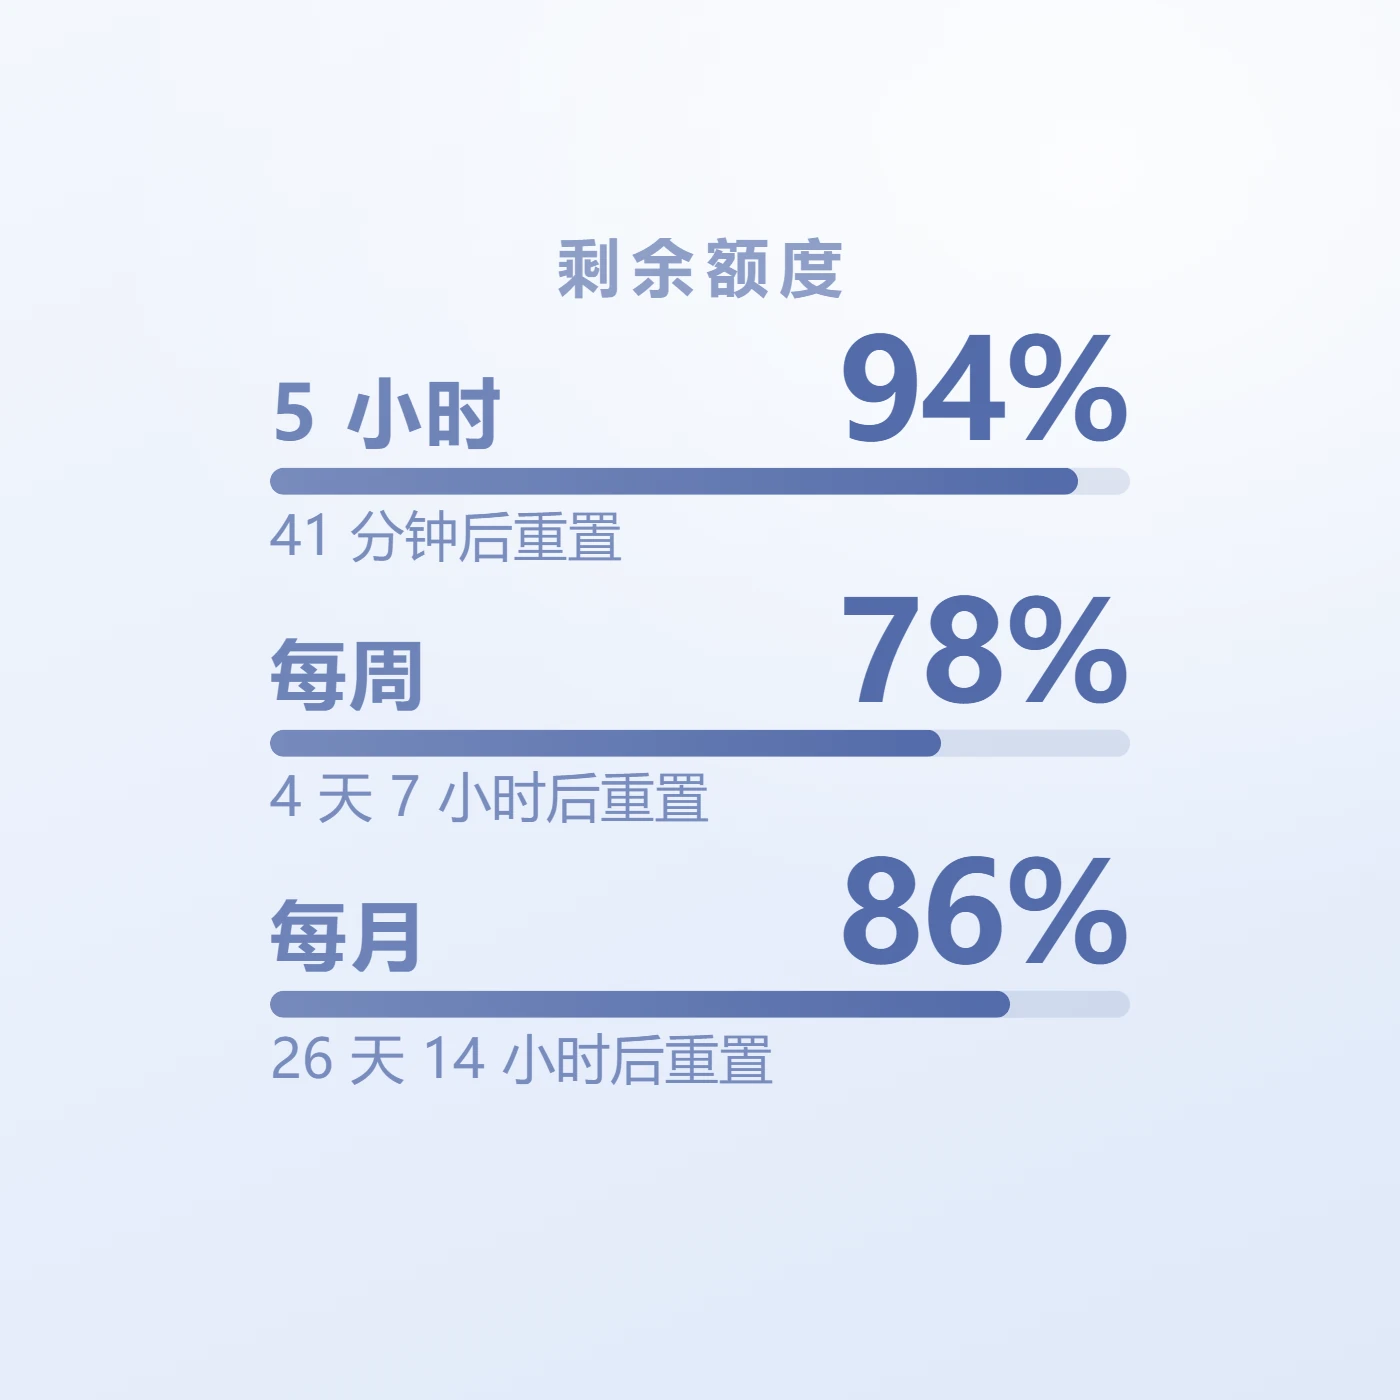 剩余额度
5 小时 94%
41 分钟后重置
每周 78%
4 天 7 小时后重置
每月 86%
26 天 14 小时后重置